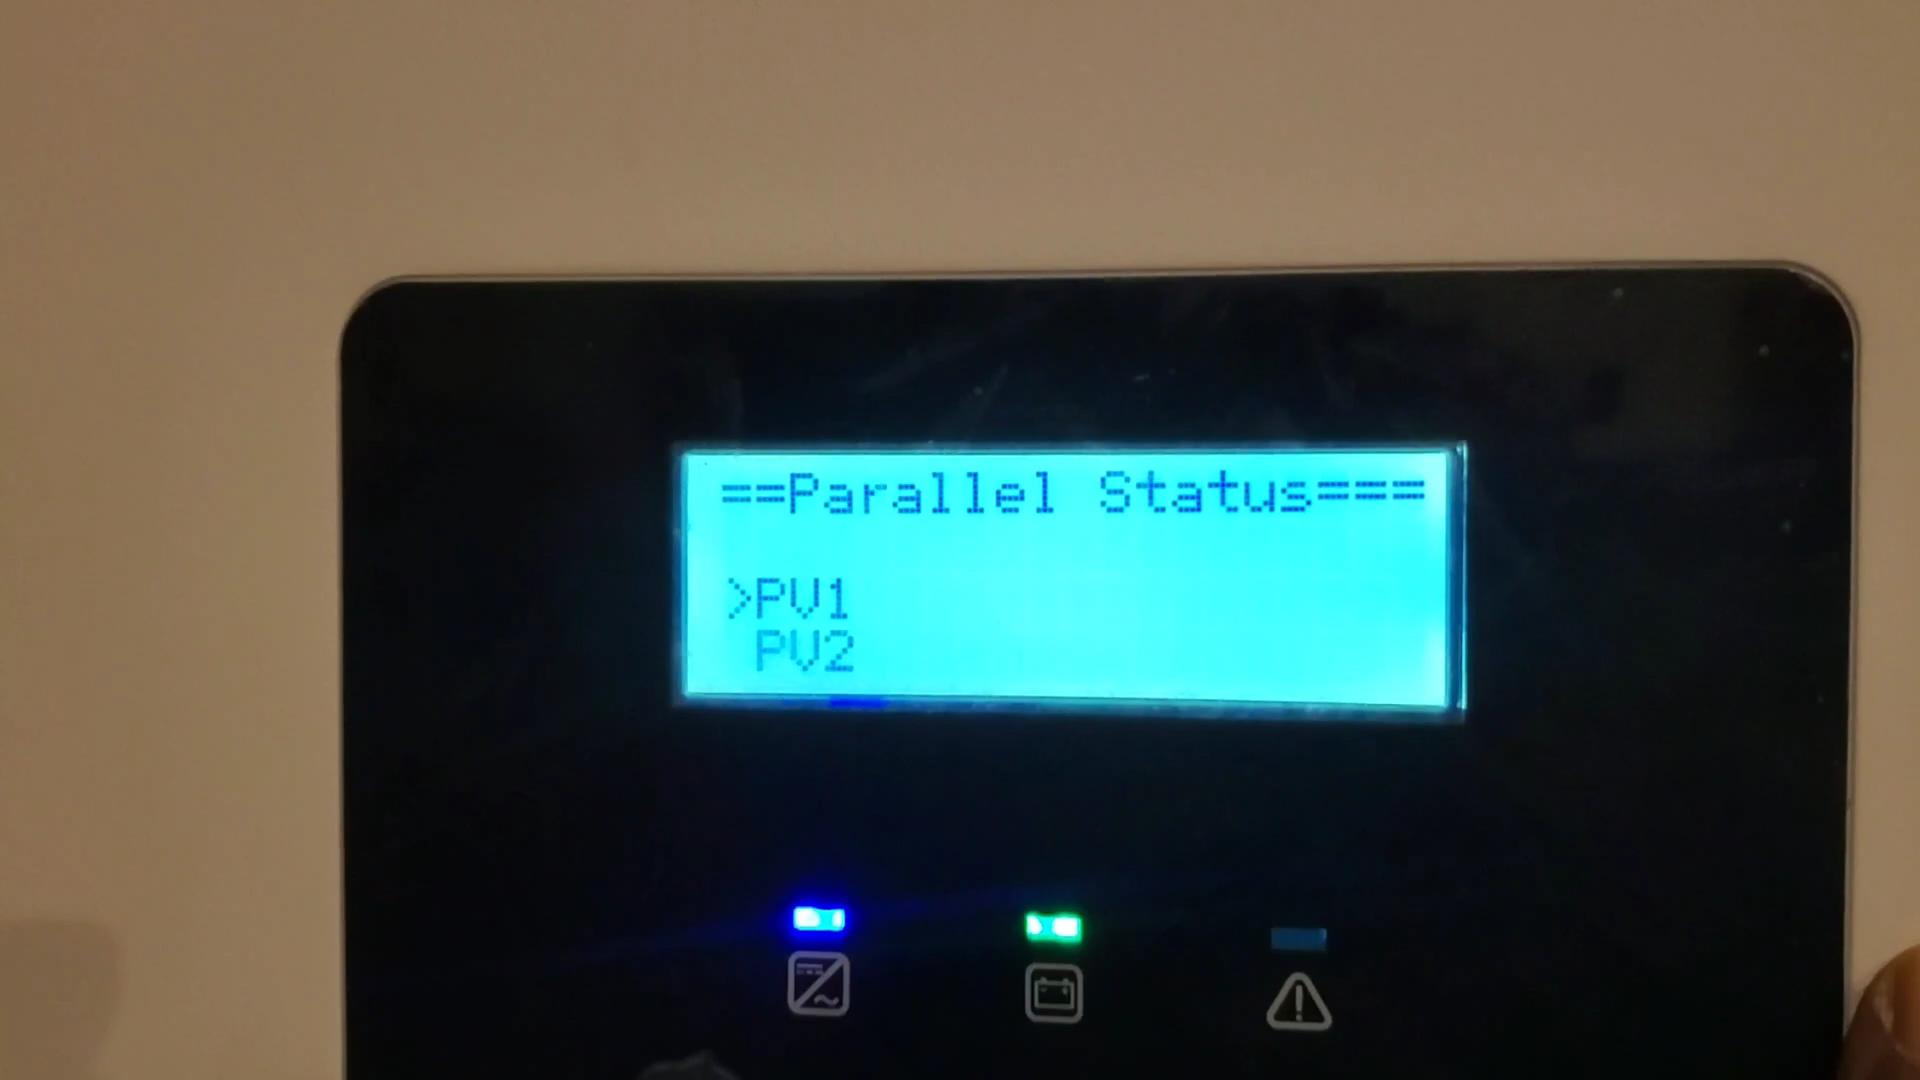 ==Parallel Status===
>PV1
PV2